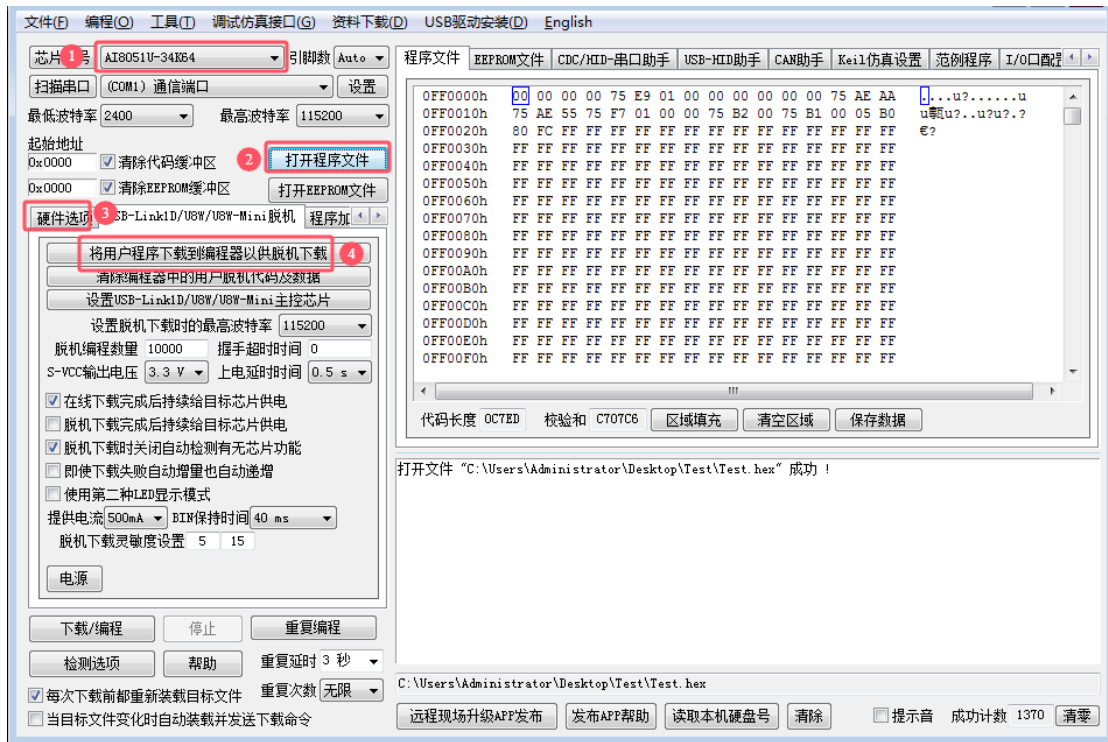 文件(F) 编程(O) 工具(T) 调试仿真接口(G) 资料下载(D) USB驱动安装(D) English
芯片 1 号 AI8051U-34K64 引脚数 Auto
扫描串口 (COM1) 通信端口 设置
最低波特率 2400 最高波特率 115200
起始地址
0x0000 清除代码缓冲区 2 打开程序文件
0x0000 清除EEPROM缓冲区 打开EEPROM文件
硬件选项 3 SB-Link1D/U8W/U8W-Mini脱机 程序加
将用户程序下载到编程器以供脱机下载 4
清除编程器中的用户脱机代码及数据
设置USB-Link1D/U8W/U8W-Mini主控芯片
设置脱机下载时的最高波特率 115200
脱机编程数量 10000 握手超时时间 0
S-VCC输出电压 3.3 V 上电延时时间 0.5 s
在线下载完成后持续给目标芯片供电
脱机下载完成后持续给目标芯片供电
脱机下载时关闭自动检测有无芯片功能
即使下载失败自动增量也自动递增
使用第二种LED显示模式
提供电流 500mA BIN保持时间 40 ms
脱机下载灵敏度设置 5 15
电源
下载/编程 停止 重复编程
检测选项 帮助 重复延时 3 秒
每次下载前都重新装载目标文件 重复次数 无限
当目标文件变化时自动装载并发送下载命令
程序文件 EEPROM文件 CDC/HID-串口助手 USB-HID助手 CAN助手 Keil仿真设置 范例程序 I/O口配置
0FF0000h 00 00 00 00 75 E9 01 00 00 00 00 00 00 75 AE AA ....u?......u
0FF0010h 75 AE 55 75 F7 01 00 00 75 B2 00 75 B1 00 05 B0 u甎u?..u?u?.?
0FF0020h 80 FC FF FF FF FF FF FF FF FF FF FF FF FF FF FF €?
0FF0030h FF FF FF FF FF FF FF FF FF FF FF FF FF FF FF FF
0FF0040h FF FF FF FF FF FF FF FF FF FF FF FF FF FF FF FF
0FF0050h FF FF FF FF FF FF FF FF FF FF FF FF FF FF FF FF
0FF0060h FF FF FF FF FF FF FF FF FF FF FF FF FF FF FF FF
0FF0070h FF FF FF FF FF FF FF FF FF FF FF FF FF FF FF FF
0FF0080h FF FF FF FF FF FF FF FF FF FF FF FF FF FF FF FF
0FF0090h FF FF FF FF FF FF FF FF FF FF FF FF FF FF FF FF
0FF00A0h FF FF FF FF FF FF FF FF FF FF FF FF FF FF FF FF
0FF00B0h FF FF FF FF FF FF FF FF FF FF FF FF FF FF FF FF
0FF00C0h FF FF FF FF FF FF FF FF FF FF FF FF FF FF FF FF
0FF00D0h FF FF FF FF FF FF FF FF FF FF FF FF FF FF FF FF
0FF00E0h FF FF FF FF FF FF FF FF FF FF FF FF FF FF FF FF
0FF00F0h FF FF FF FF FF FF FF FF FF FF FF FF FF FF FF FF
代码长度 0C7ED 校验和 C707C6 区域填充 清空区域 保存数据
打开文件 “C:\Users\Administrator\Desktop\Test\Test.hex” 成功 !
C:\Users\Administrator\Desktop\Test\Test.hex
远程现场升级APP发布 发布APP帮助 读取本机硬盘号 清除 提示音 成功计数 1370 清零